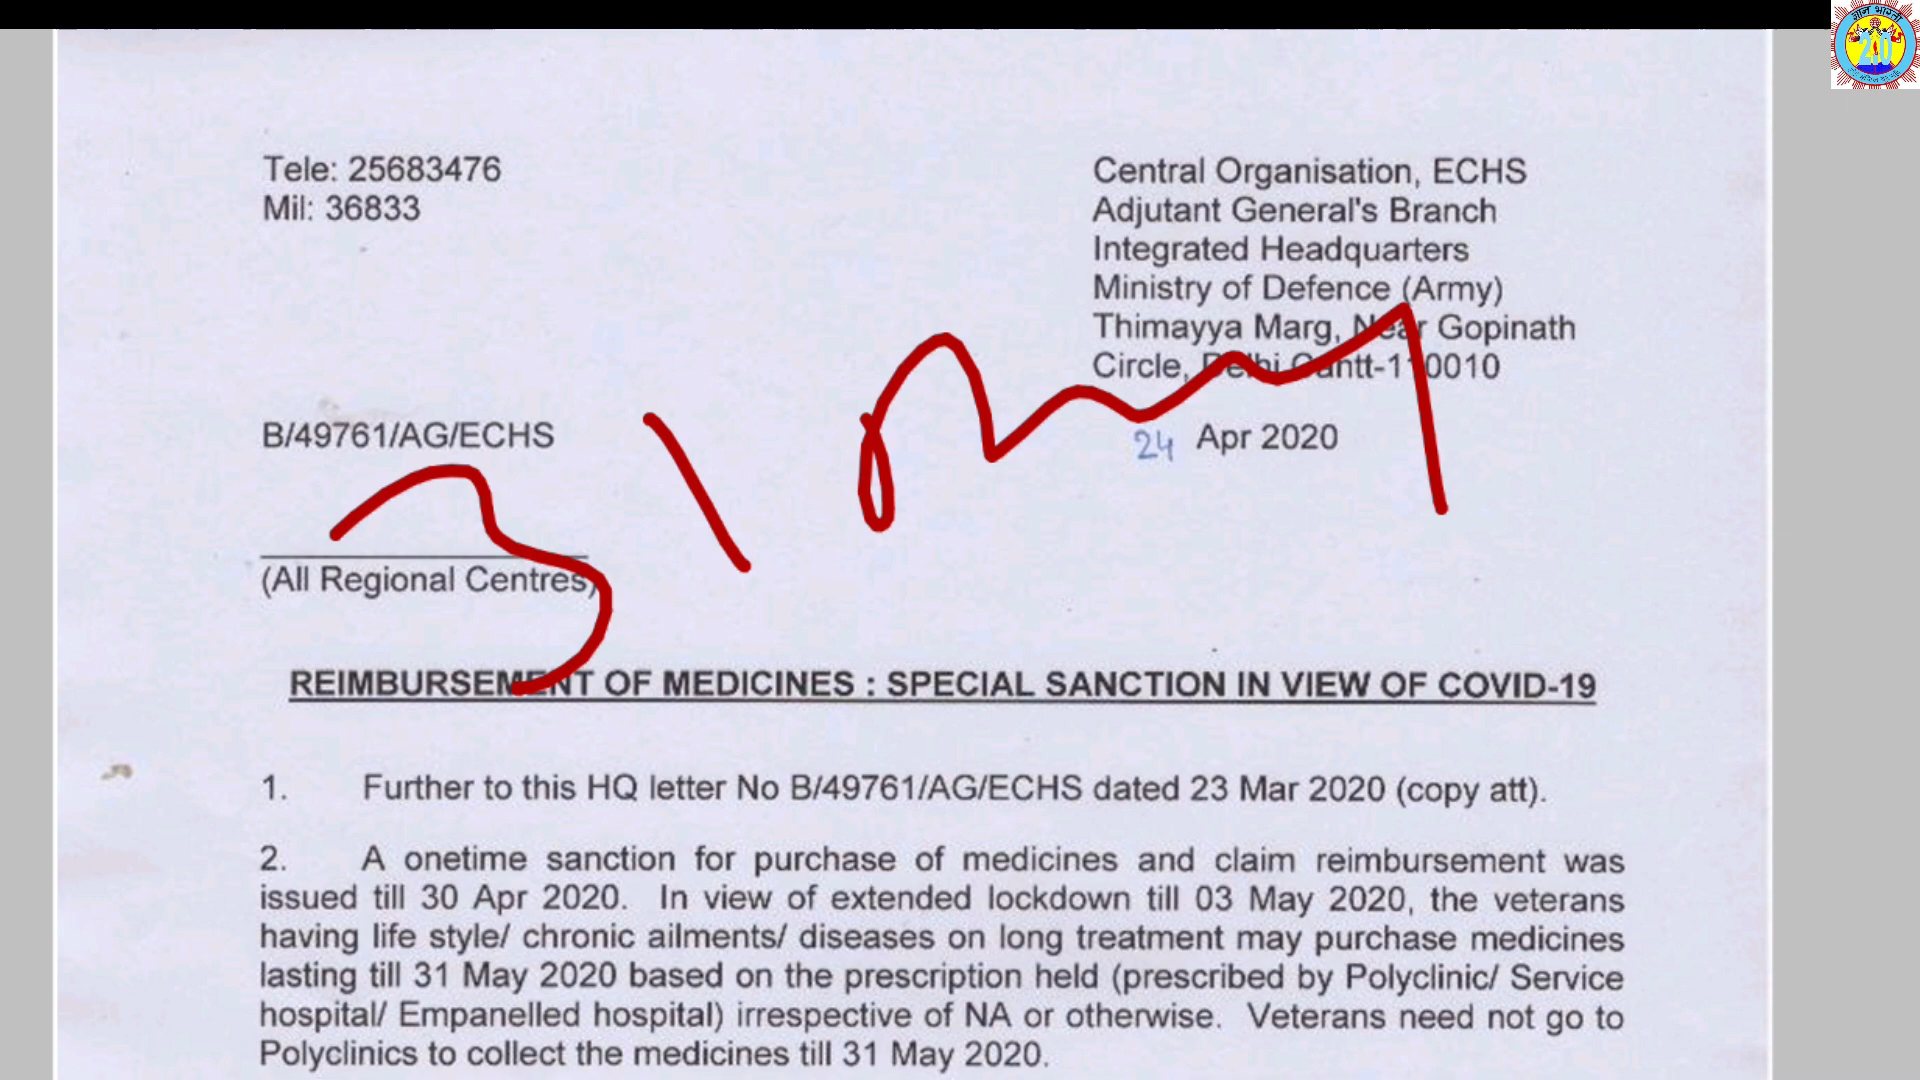 Tele: 25683476
Mil: 36833
Central Organisation, ECHS
Adjutant General's Branch
Integrated Headquarters
Ministry of Defence (Army)
Thimayya Marg, Near Gopinath
Circle, Delhi Cantt-110010
B/49761/AG/ECHS
24 Apr 2020
31 May
(All Regional Centres)
REIMBURSEMENT OF MEDICINES : SPECIAL SANCTION IN VIEW OF COVID-19
1. Further to this HQ letter No B/49761/AG/ECHS dated 23 Mar 2020 (copy att).
2. A onetime sanction for purchase of medicines and claim reimbursement was
issued till 30 Apr 2020. In view of extended lockdown till 03 May 2020, the veterans
having life style/ chronic ailments/ diseases on long treatment may purchase medicines
lasting till 31 May 2020 based on the prescription held (prescribed by Polyclinic/ Service
hospital/ Empanelled hospital) irrespective of NA or otherwise. Veterans need not go to
Polyclinics to collect the medicines till 31 May 2020.
ज्ञान भारती
2.0